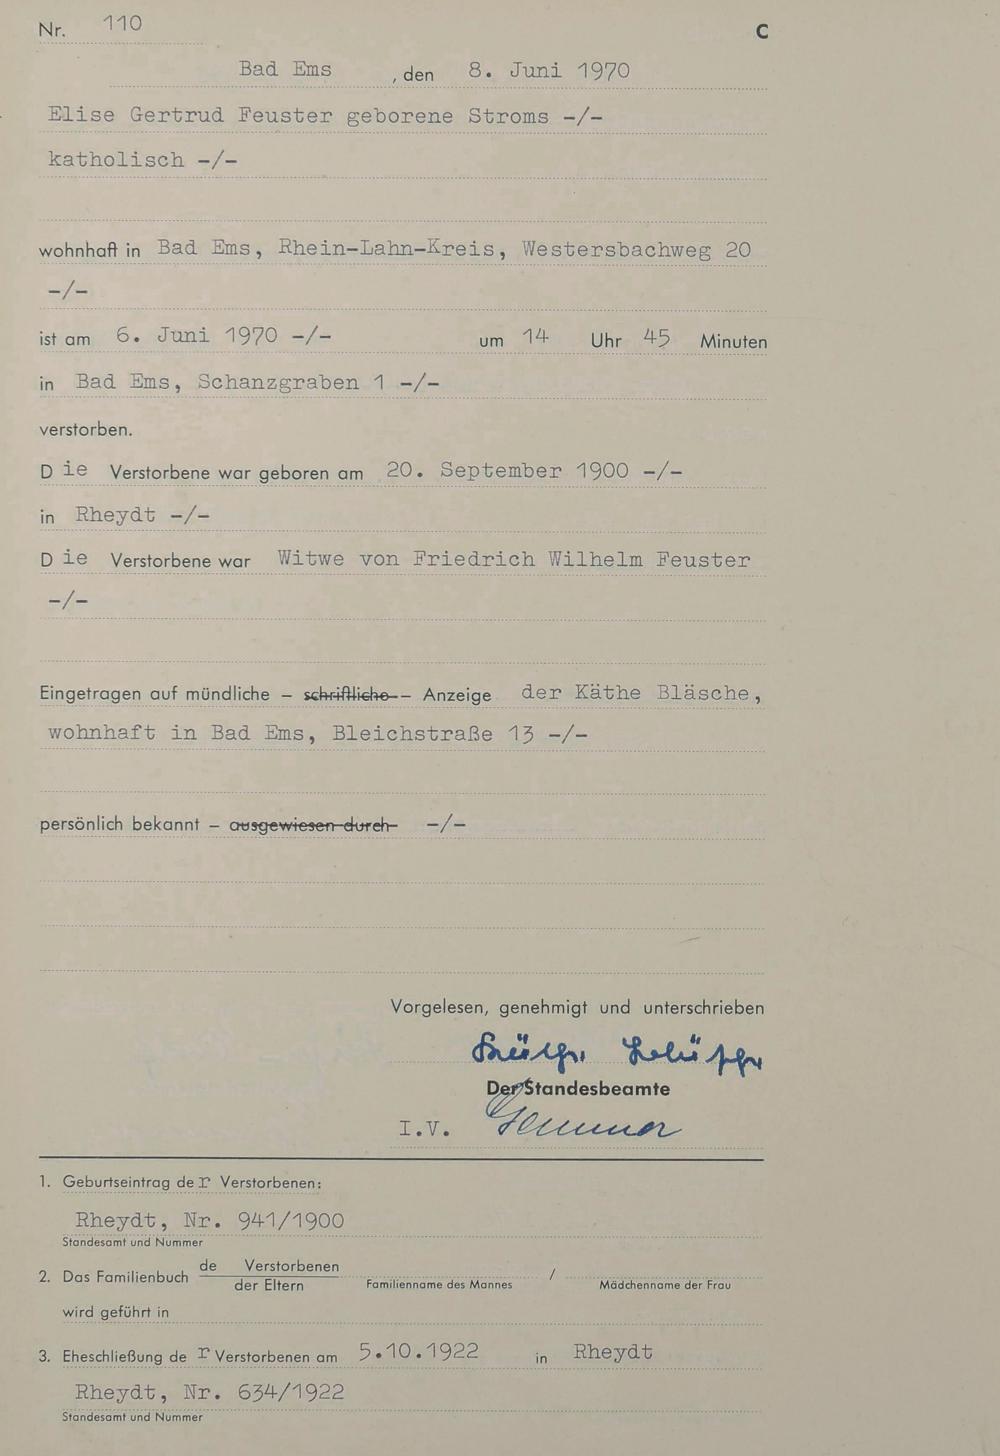 Nr. 110 C
Bad Ems , den 8. Juni 1970
Elise Gertrud Feuster geborene Stroms -/-
katholisch -/-
wohnhaft in Bad Ems, Rhein-Lahn-Kreis, Westersbachweg 20
-/-
ist am 6. Juni 1970 -/- um 14 Uhr 45 Minuten
in Bad Ems, Schanzgraben 1 -/-
verstorben.
Die Verstorbene war geboren am 20. September 1900 -/-
in Rheydt -/-
Die Verstorbene war Witwe von Friedrich Wilhelm Feuster
-/-
Eingetragen auf mündliche – schriftliche – Anzeige der Käthe Bläsche,
wohnhaft in Bad Ems, Bleichstraße 13 -/-
persönlich bekannt – ausgewiesen durch -/-
Vorgelesen, genehmigt und unterschrieben
Der Standesbeamte
I.V.
1. Geburtseintrag der Verstorbenen:
Rheydt, Nr. 941/1900
Standesamt und Nummer
2. Das Familienbuch de Verstorbenen /
der Eltern Familienname des Mannes Mädchenname der Frau
wird geführt in
3. Eheschließung der Verstorbenen am 5.10.1922 in Rheydt
Rheydt, Nr. 634/1922
Standesamt und Nummer